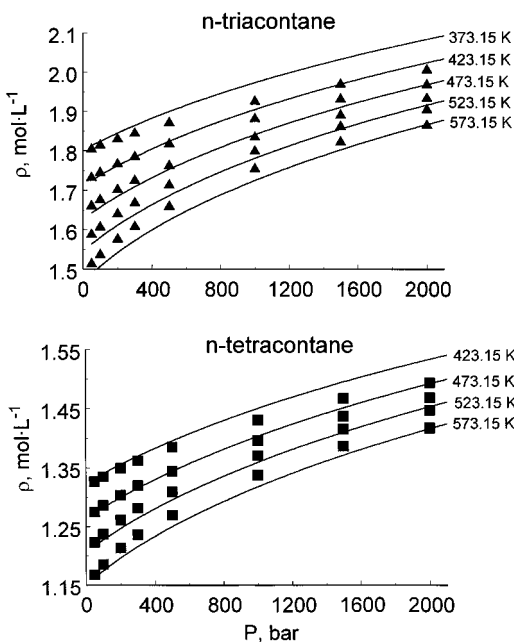 n-triacontane
2.1
2.0
1.9
1.8
1.7
1.6
1.5
ρ, mol·L⁻¹
373.15 K
423.15 K
473.15 K
523.15 K
573.15 K
0 400 800 1200 1600 2000
n-tetracontane
1.55
1.45
1.35
1.25
1.15
ρ, mol·L⁻¹
423.15 K
473.15 K
523.15 K
573.15 K
0 400 800 1200 1600 2000
P, bar